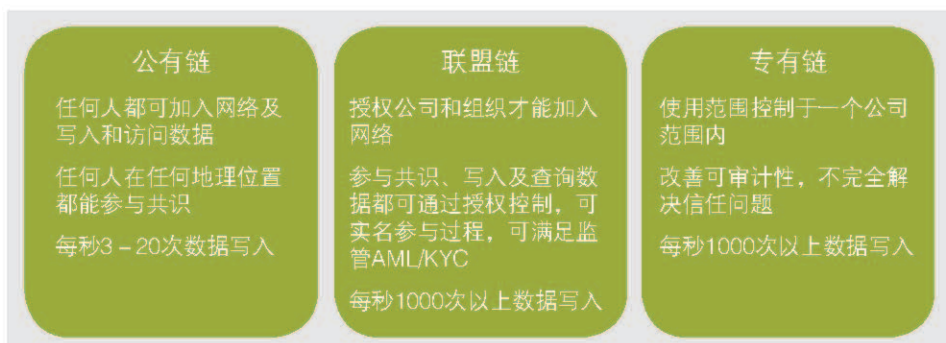 公有链
任何人都可加入网络及
写入和访问数据
任何人在任何地理位置
都能参与共识
每秒3-20次数据写入
联盟链
授权公司和组织才能加入
网络
参与共识、写入及查询数
据都可通过授权控制，可
实名参与过程，可满足监
管AML/KYC
每秒1000次以上数据写入
专有链
使用范围控制于一个公司
范围内
改善可审计性，不完全解
决信任问题
每秒1000次以上数据写入